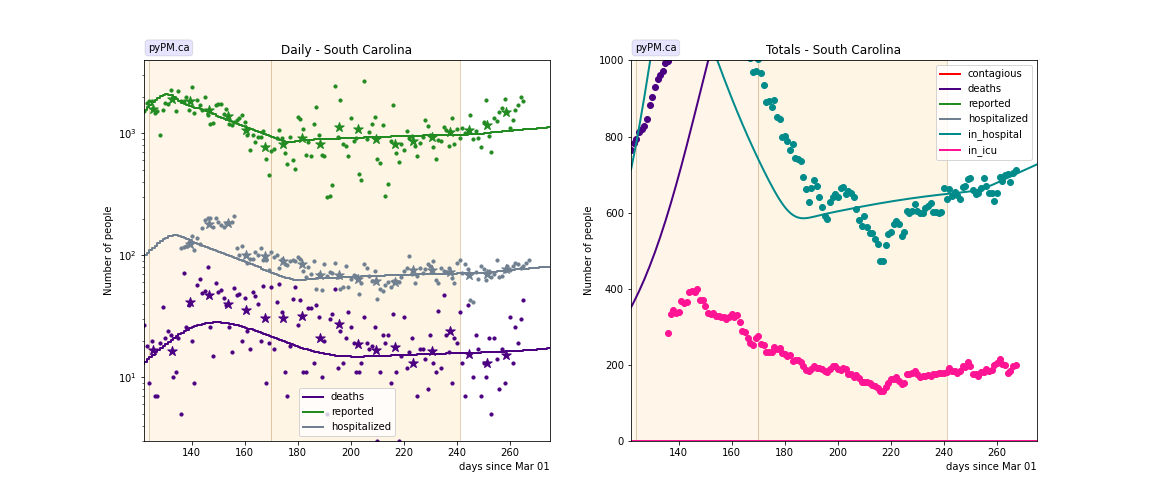 pyPM.ca
Daily - South Carolina
Number of people
10³
10²
10¹
deaths
reported
hospitalized
140 160 180 200 220 240 260
days since Mar 01
pyPM.ca
Totals - South Carolina
Number of people
1000
800
600
400
200
0
contagious
deaths
reported
hospitalized
in_hospital
in_icu
140 160 180 200 220 240 260
days since Mar 01